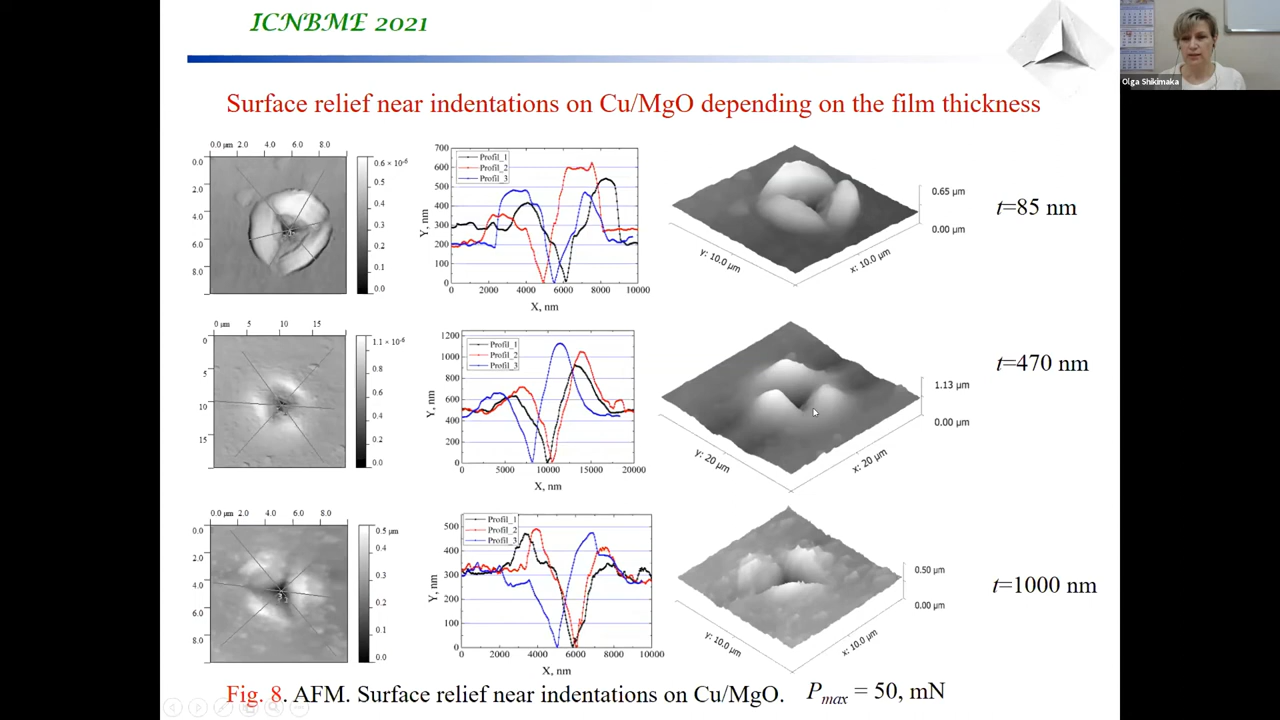 ICNBME 2021
Olga Shikimaka
Surface relief near indentations on Cu/MgO depending on the film thickness
0.0 µm 2.0 4.0 6.0 8.0
0.0
2.0
4.0
6.0
8.0
0.6 × 10⁻⁶
0.5
0.4
0.3
0.2
0.1
0.0
700
600
500
400
300
200
100
0
Y, nm
Profil_1
Profil_2
Profil_3
0 2000 4000 6000 8000 10000
X, nm
0.65 µm
0.00 µm
y: 10.0 µm
x: 10.0 µm
t=85 nm
0 µm 5 10 15
0
5
10
15
1.1 × 10⁻⁶
0.8
0.6
0.4
0.2
0.0
1200
1000
800
600
400
200
0
Y, nm
Profil_1
Profil_2
Profil_3
0 5000 10000 15000 20000
X, nm
1.13 µm
0.00 µm
y: 20 µm
x: 20 µm
t=470 nm
0.0 µm 2.0 4.0 6.0 8.0
0.0
2.0
4.0
6.0
8.0
0.5 µm
0.4
0.3
0.2
0.1
0.0
500
400
300
200
100
0
Y, nm
Profil_1
Profil_2
Profil_3
0 2000 4000 6000 8000 10000
X, nm
0.50 µm
0.00 µm
y: 10.0 µm
x: 10.0 µm
t=1000 nm
Fig. 8. AFM. Surface relief near indentations on Cu/MgO. Pmax = 50, mN